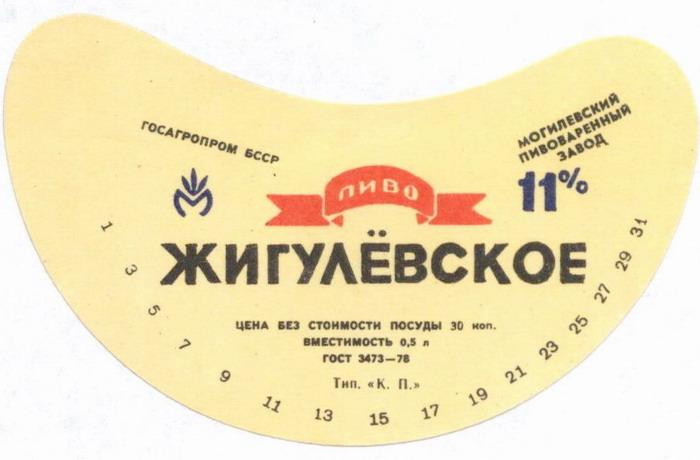 ГОСАГРОПРОМ БССР
МОГИЛЕВСКИЙ
ПИВОВАРЕННЫЙ
ЗАВОД
11%
ПИВО
ЖИГУЛЁВСКОЕ
ЦЕНА БЕЗ СТОИМОСТИ ПОСУДЫ 30 коп.
ВМЕСТИМОСТЬ 0,5 л
ГОСТ 3473—78
Тип. «К. П.»
1 3 5 7 9 11 13 15 17 19 21 23 25 27 29 31